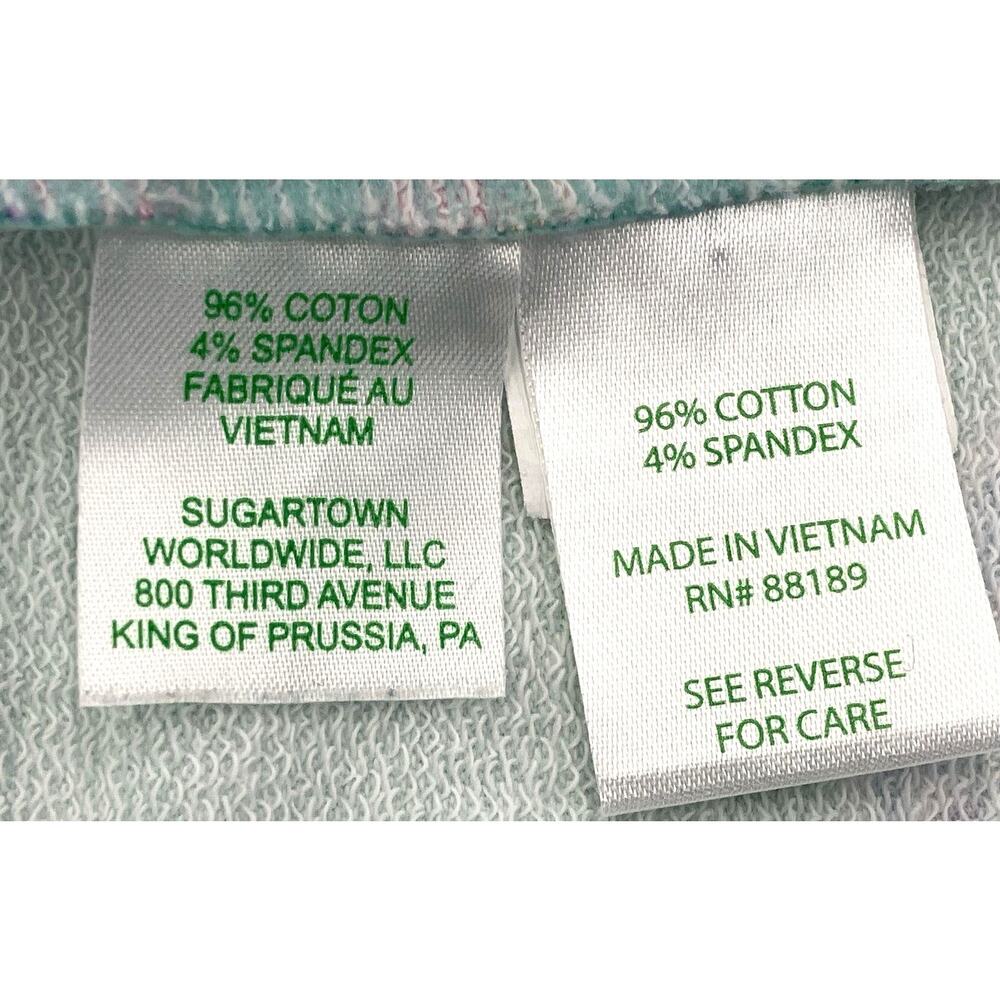 96% COTON
4% SPANDEX
FABRIQUÉ AU
VIETNAM
SUGARTOWN
WORLDWIDE, LLC
800 THIRD AVENUE
KING OF PRUSSIA, PA
96% COTTON
4% SPANDEX
MADE IN VIETNAM
RN# 88189
SEE REVERSE
FOR CARE